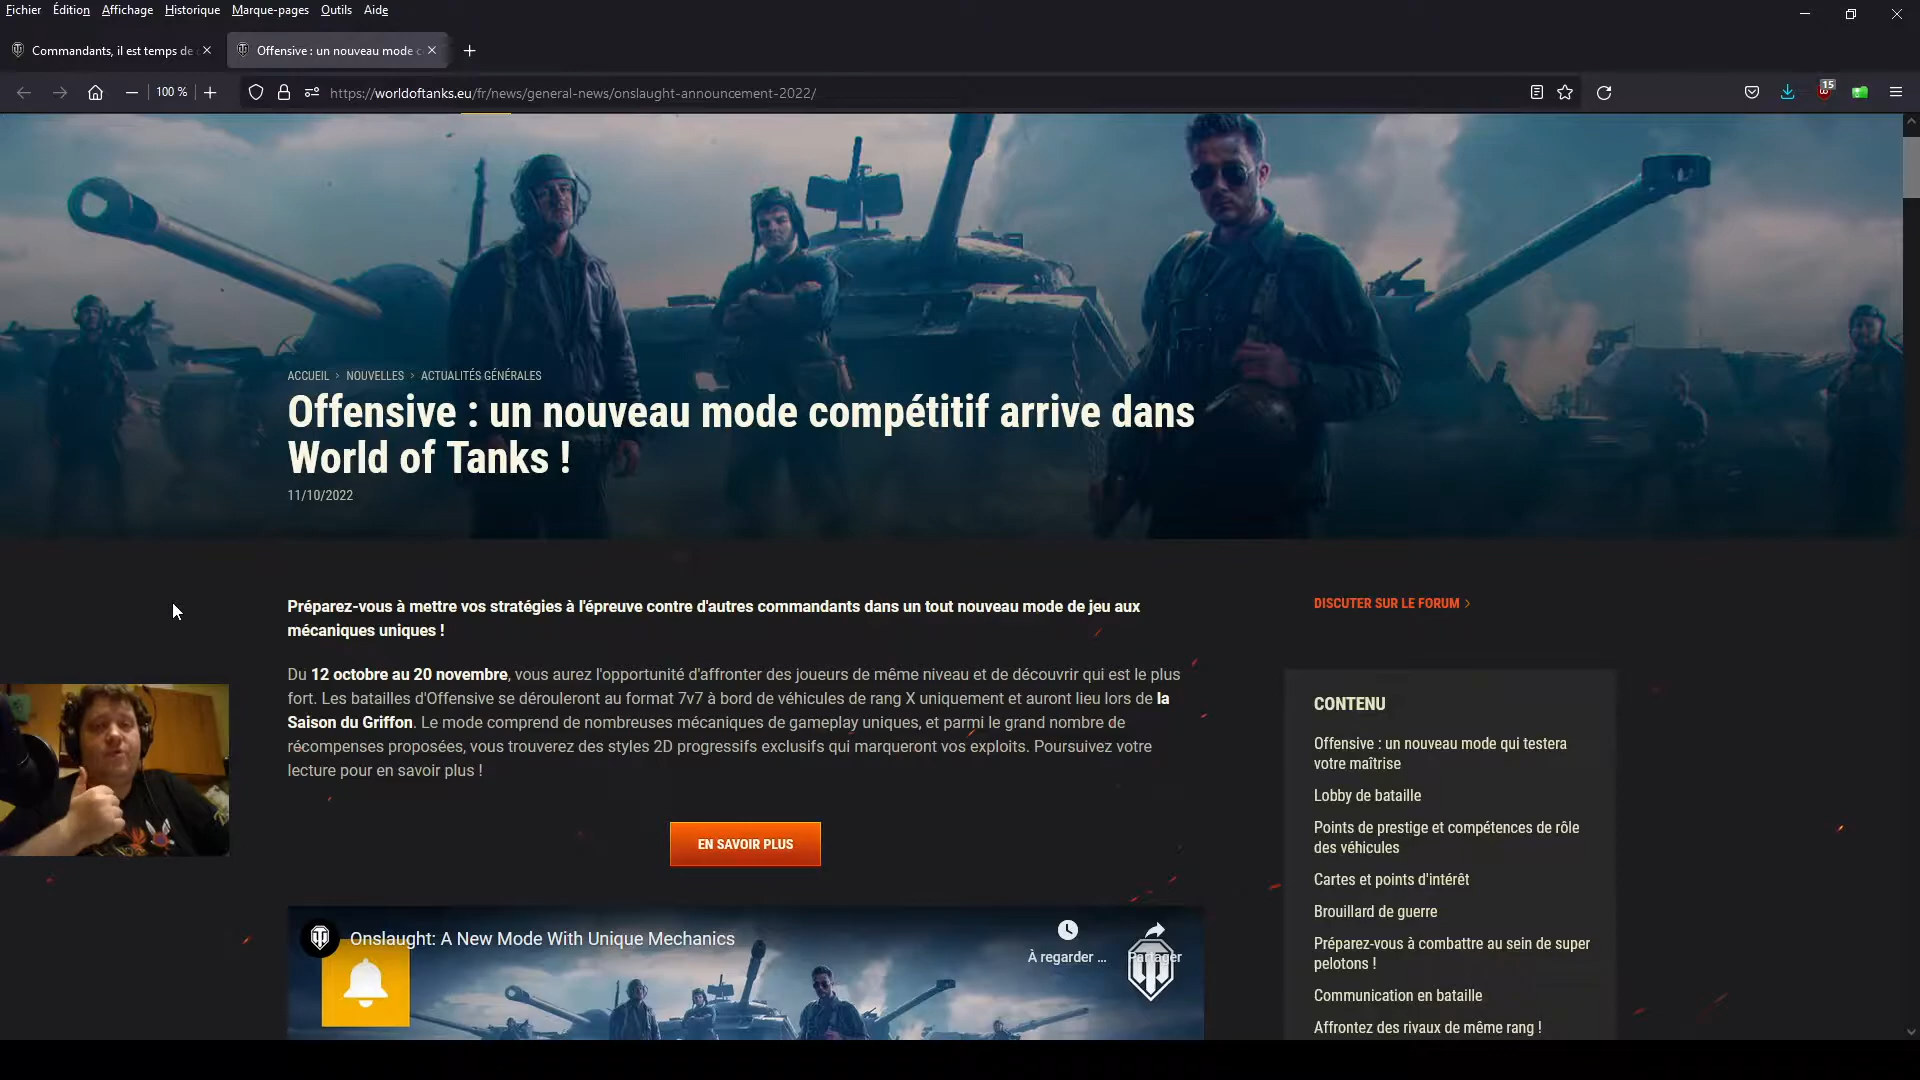 Fichier Édition Affichage Historique Marque-pages Outils Aide
Commandants, il est temps de
Offensive : un nouveau mode c
100 %
https://worldoftanks.eu/fr/news/general-news/onslaught-announcement-2022/
15
ACCUEIL > NOUVELLES > ACTUALITÉS GÉNÉRALES
Offensive : un nouveau mode compétitif arrive dans
World of Tanks !
11/10/2022
Préparez-vous à mettre vos stratégies à l'épreuve contre d'autres commandants dans un tout nouveau mode de jeu aux
mécaniques uniques !
Du 12 octobre au 20 novembre, vous aurez l'opportunité d'affronter des joueurs de même niveau et de découvrir qui est le plus
fort. Les batailles d'Offensive se dérouleront au format 7v7 à bord de véhicules de rang X uniquement et auront lieu lors de la
Saison du Griffon. Le mode comprend de nombreuses mécaniques de gameplay uniques, et parmi le grand nombre de
récompenses proposées, vous trouverez des styles 2D progressifs exclusifs qui marqueront vos exploits. Poursuivez votre
lecture pour en savoir plus !
EN SAVOIR PLUS
Onslaught: A New Mode With Unique Mechanics
À regarder ...
Partager
DISCUTER SUR LE FORUM >
CONTENU
Offensive : un nouveau mode qui testera
votre maîtrise
Lobby de bataille
Points de prestige et compétences de rôle
des véhicules
Cartes et points d'intérêt
Brouillard de guerre
Préparez-vous à combattre au sein de super
pelotons !
Communication en bataille
Affrontez des rivaux de même rang !